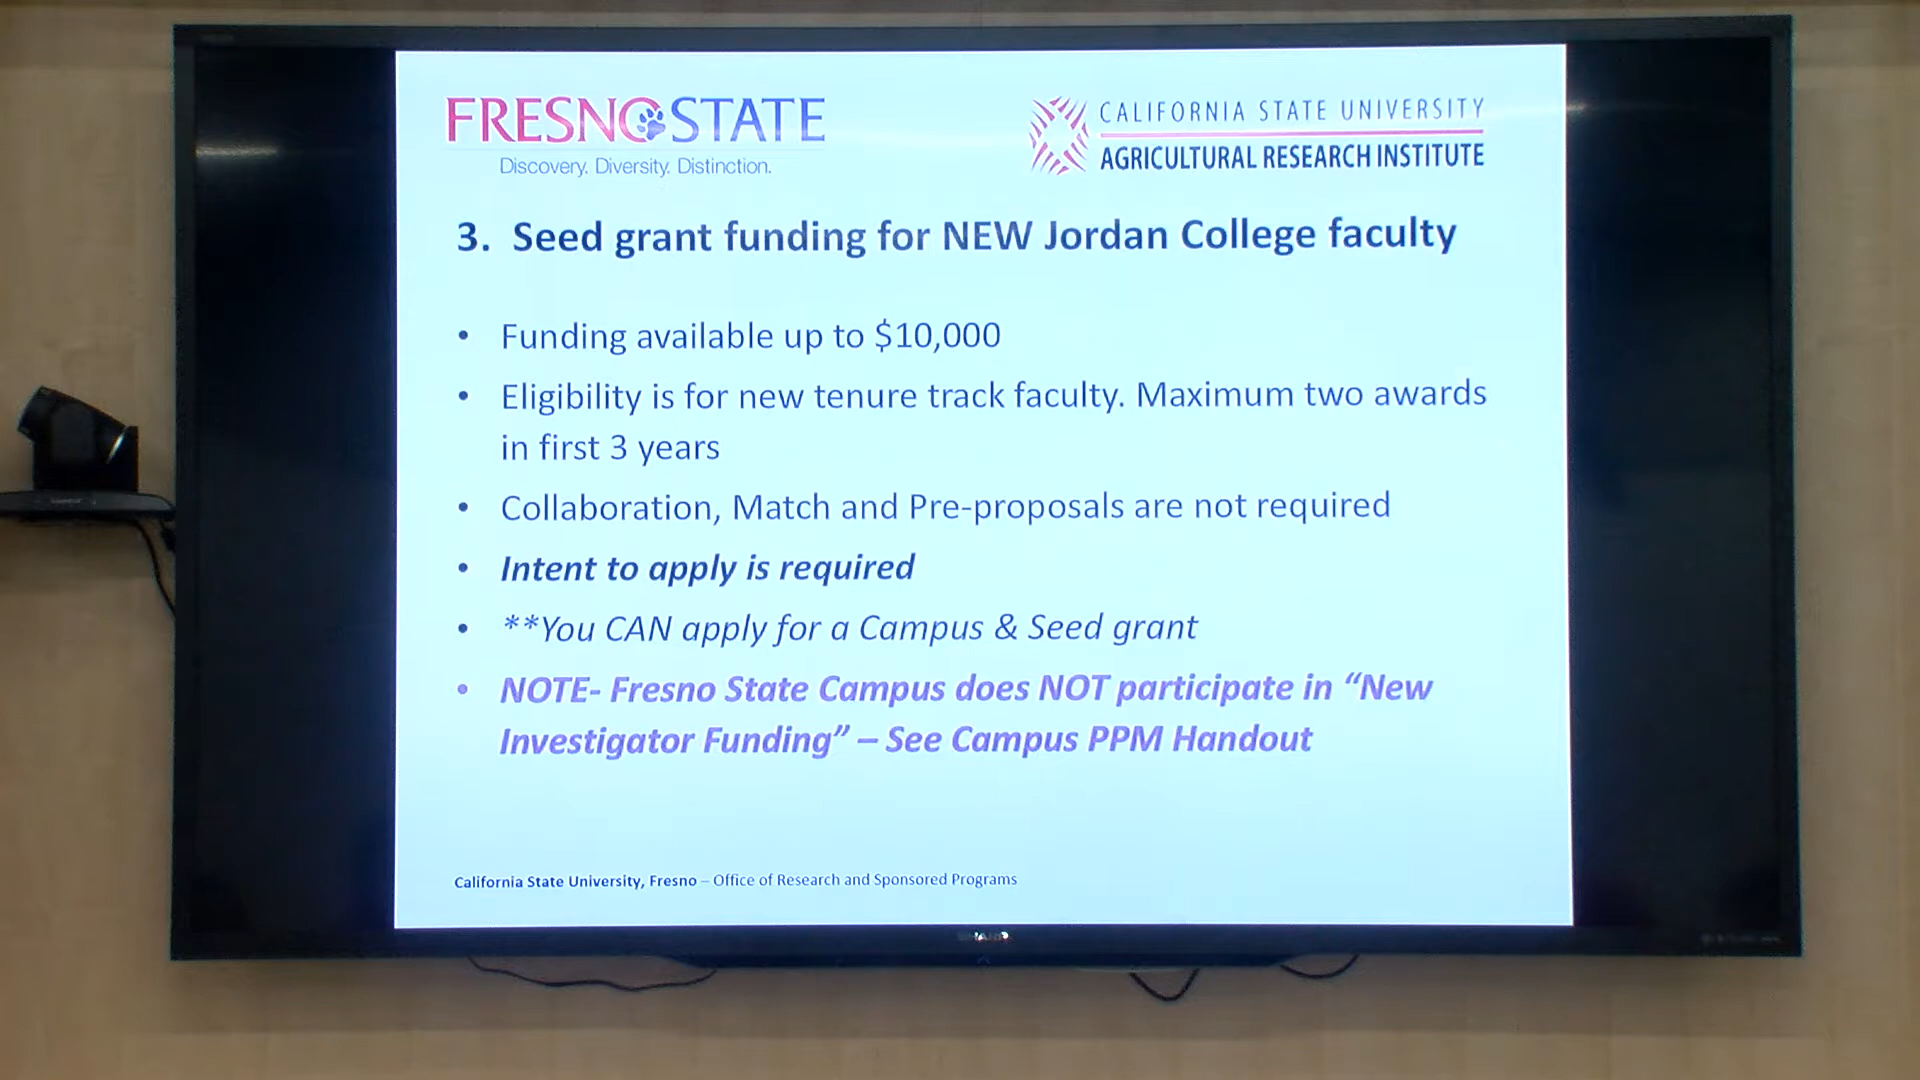 FRESNO STATE
Discovery. Diversity. Distinction.
CALIFORNIA STATE UNIVERSITY
AGRICULTURAL RESEARCH INSTITUTE
3. Seed grant funding for NEW Jordan College faculty
• Funding available up to $10,000
• Eligibility is for new tenure track faculty. Maximum two awards
in first 3 years
• Collaboration, Match and Pre-proposals are not required
• Intent to apply is required
• **You CAN apply for a Campus & Seed grant
• NOTE- Fresno State Campus does NOT participate in “New
Investigator Funding” – See Campus PPM Handout
California State University, Fresno – Office of Research and Sponsored Programs
SHARP